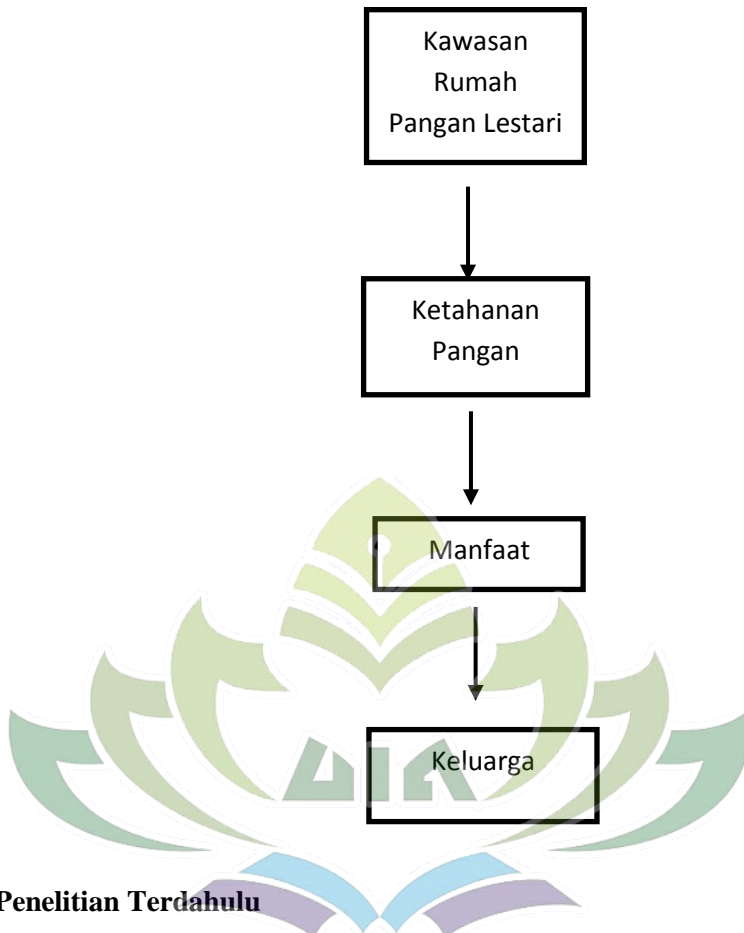 Kawasan
Rumah
Pangan Lestari
Ketahanan
Pangan
Manfaat
Keluarga
Penelitian Terdahulu